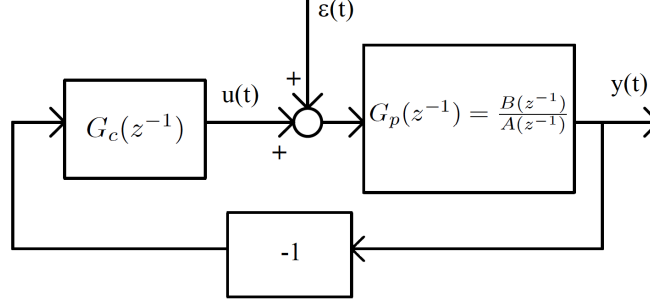 ε(t)
+
u(t)
y(t)
G_c(z^{-1})
G_p(z^{-1}) = \frac{B(z^{-1})}{A(z^{-1})}
+
-1